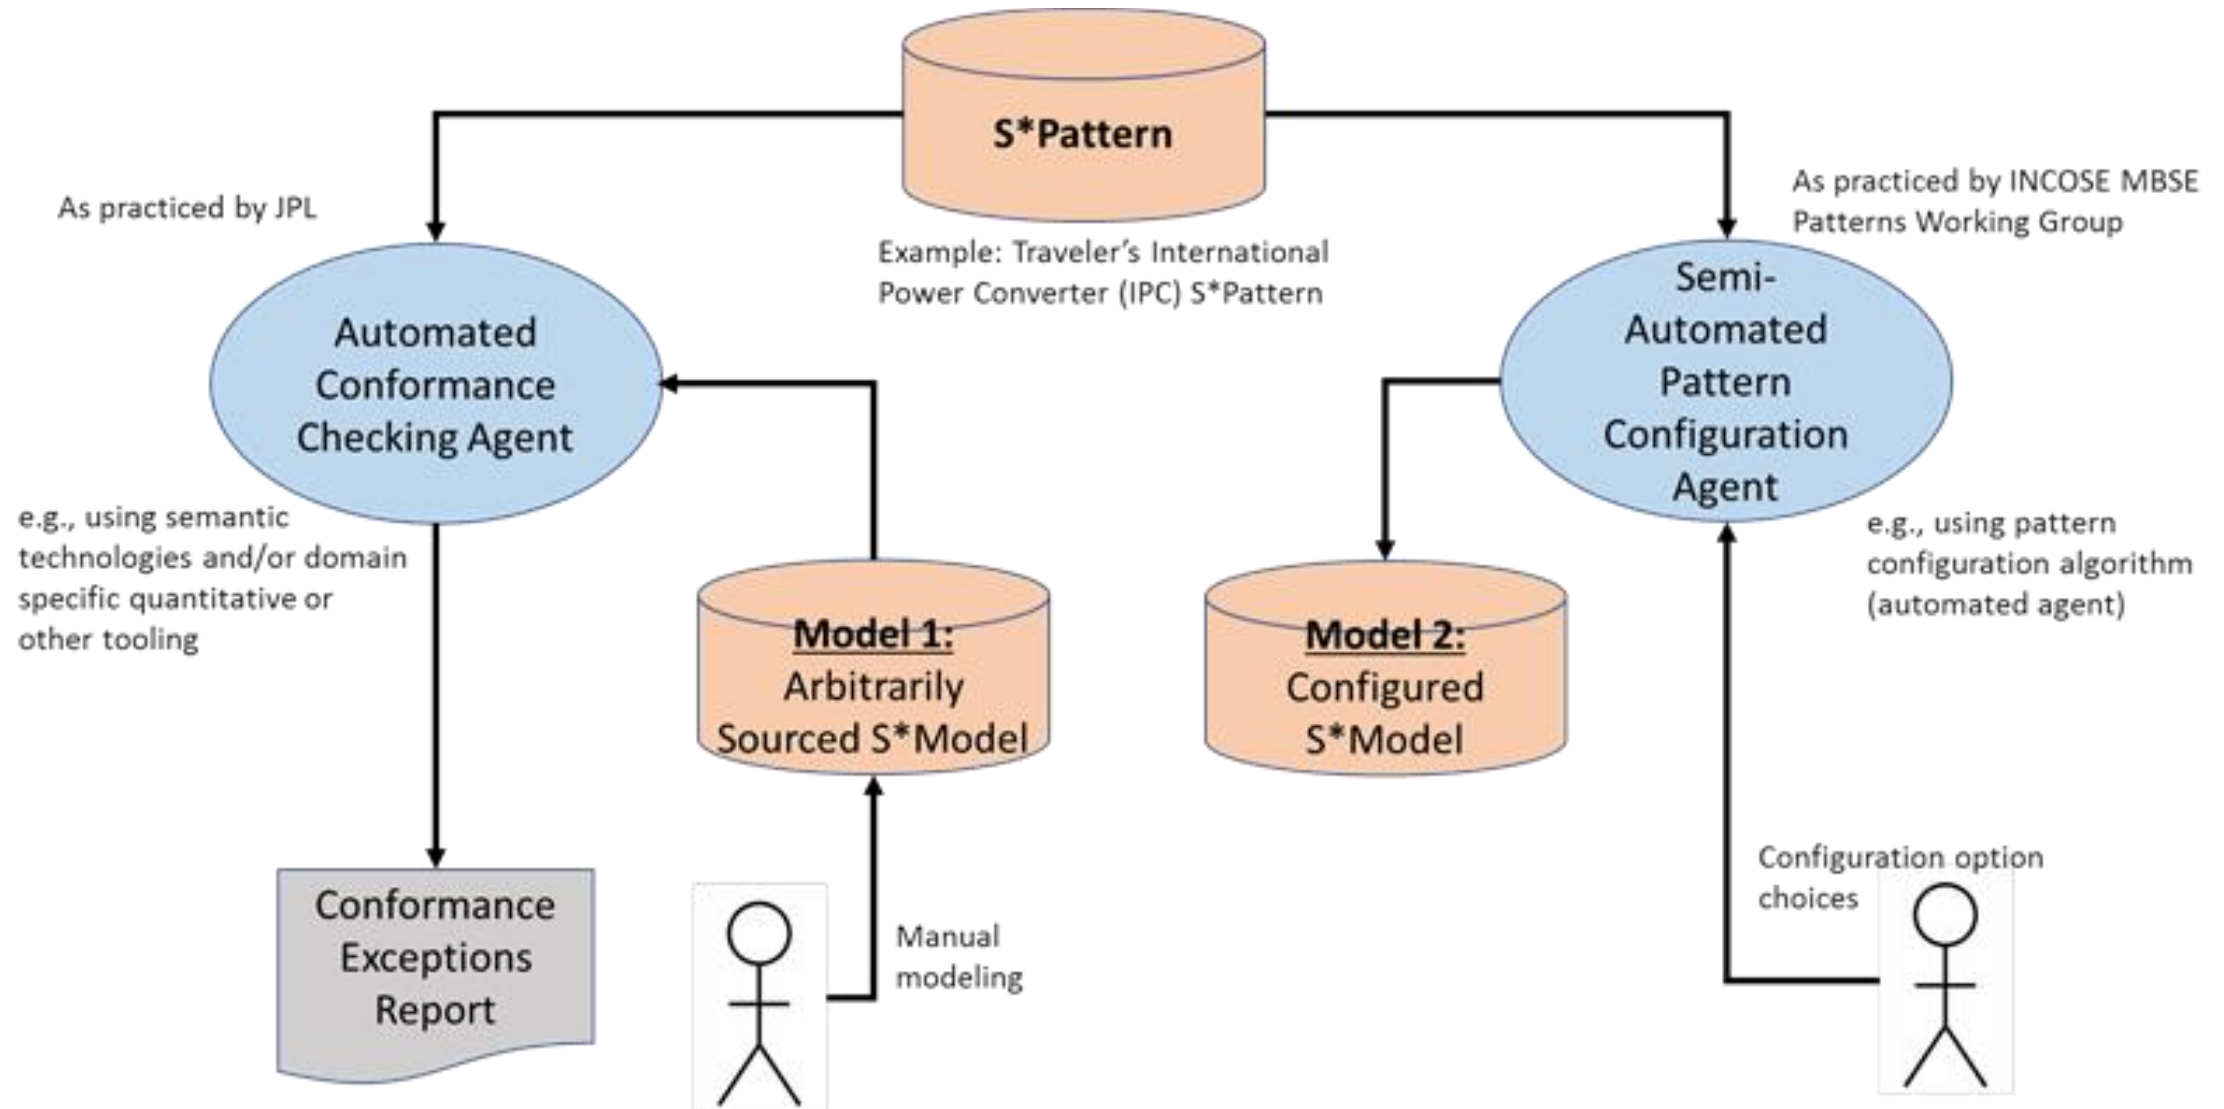 S*Pattern
As practiced by JPL
As practiced by INCOSE MBSE
Patterns Working Group
Example: Traveler's International
Power Converter (IPC) S*Pattern
Automated
Conformance
Checking Agent
Semi-
Automated
Pattern
Configuration
Agent
e.g., using semantic
technologies and/or domain
specific quantitative or
other tooling
e.g., using pattern
configuration algorithm
(automated agent)
Model 1:
Arbitrarily
Sourced S*Model
Model 2:
Configured
S*Model
Conformance
Exceptions
Report
Manual
modeling
Configuration option
choices